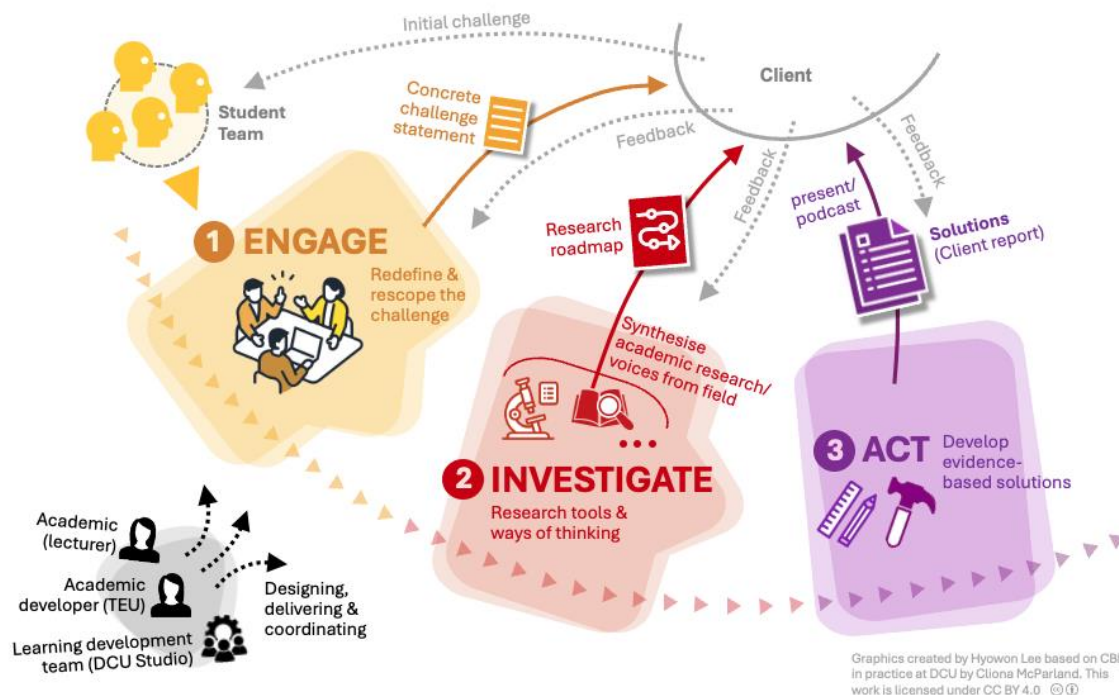 Initial challenge
Client
Student
Team
Concrete
challenge
statement
Feedback
Feedback
Feedback
1 ENGAGE
Redefine &
rescope the
challenge
Research
roadmap
present/
podcast
Solutions
(Client report)
Synthesise
academic research/
voices from field
2 INVESTIGATE
Research tools &
ways of thinking
3 ACT
Develop
evidence-
based solutions
Academic
(lecturer)
Academic
developer (TEU)
Learning development
team (DCU Studio)
Designing,
delivering &
coordinating
Graphics created by Hyowon Lee based on CBL
in practice at DCU by Cliona McParland. This
work is licensed under CC BY 4.0